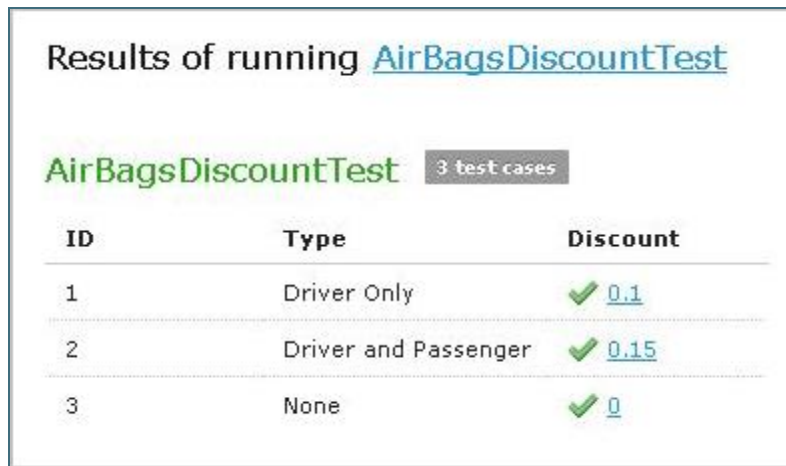 Results of running AirBagsDiscountTest
AirBagsDiscountTest 3 test cases
ID Type Discount
1 Driver Only 0.1
2 Driver and Passenger 0.15
3 None 0